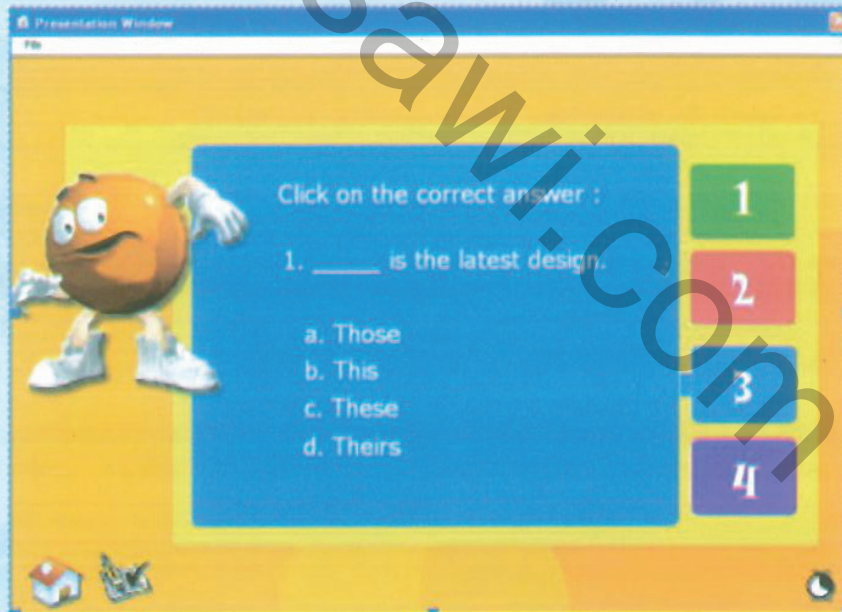 Presentation Window
File
Click on the correct answer :
1. _____ is the latest design.
a. Those
b. This
c. These
d. Theirs
1
2
3
4
sawi.com